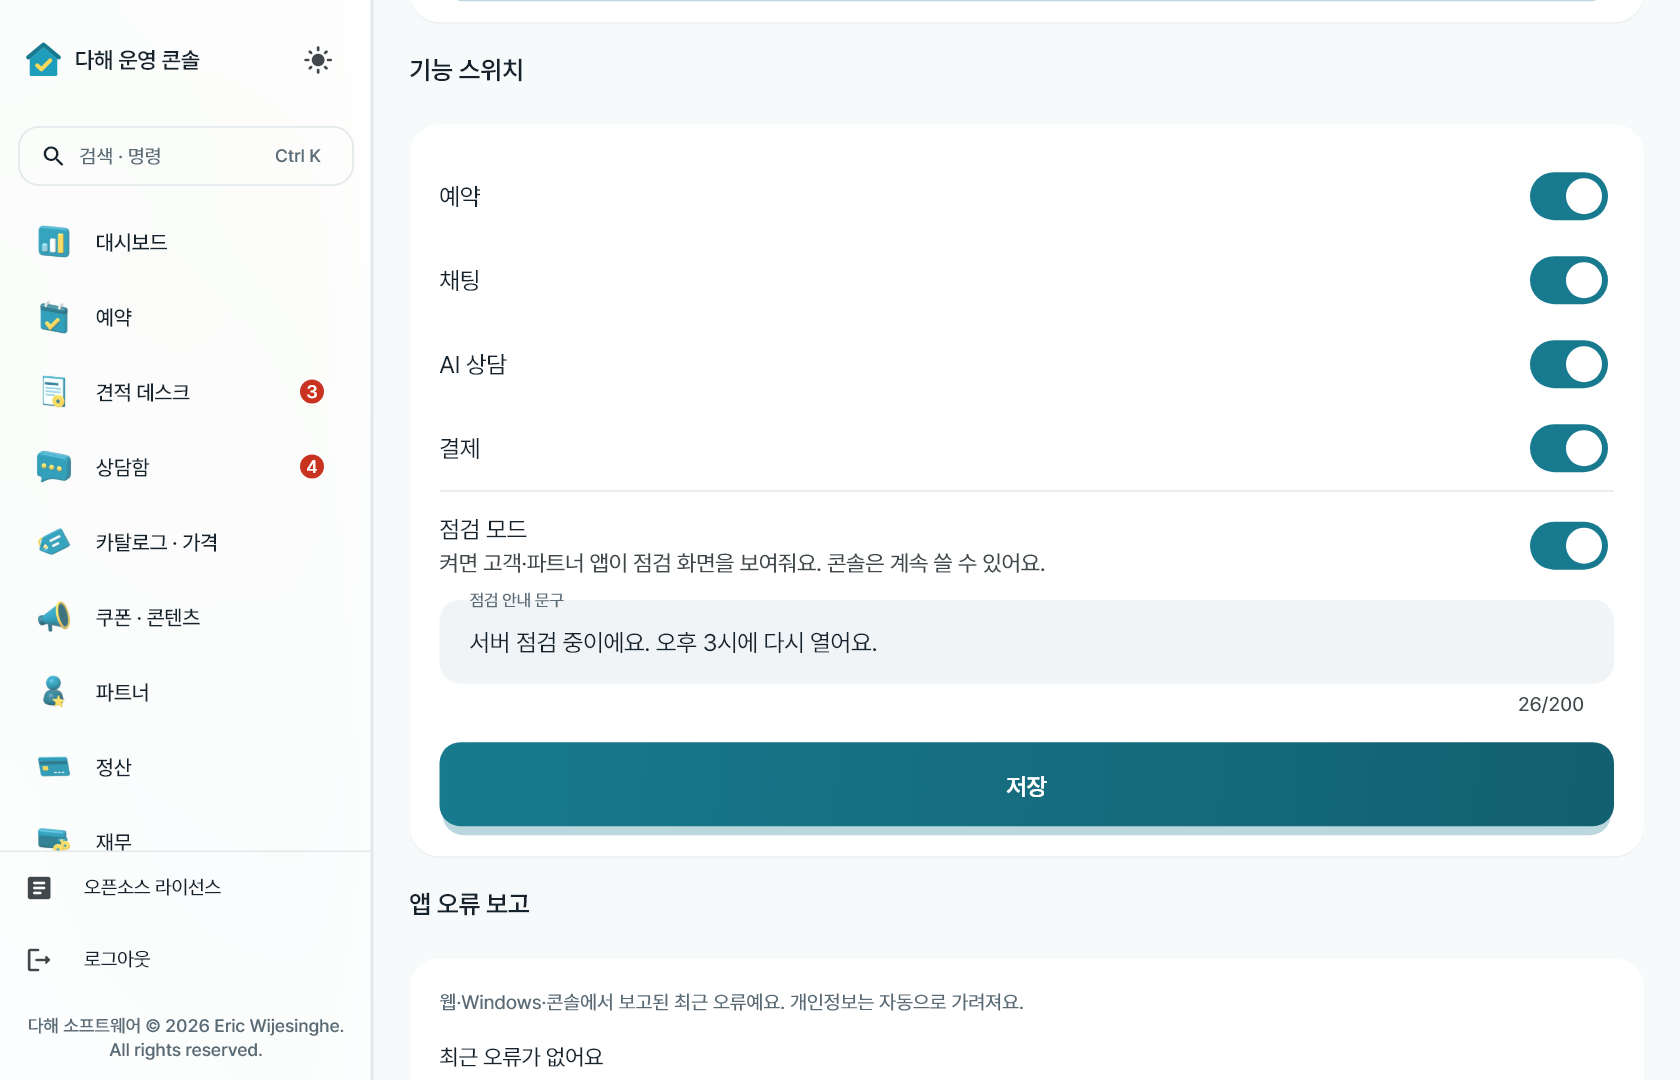 다해 운영 콘솔
검색 · 명령 Ctrl K
대시보드
예약
견적 데스크 3
상담함 4
카탈로그 · 가격
쿠폰 · 콘텐츠
파트너
정산
재무
오픈소스 라이선스
로그아웃
다해 소프트웨어 © 2026 Eric Wijesinghe.
All rights reserved.
기능 스위치
예약
채팅
AI 상담
결제
점검 모드
켜면 고객·파트너 앱이 점검 화면을 보여줘요. 콘솔은 계속 쓸 수 있어요.
점검 안내 문구
서버 점검 중이에요. 오후 3시에 다시 열어요.
26/200
저장
앱 오류 보고
웹·Windows·콘솔에서 보고된 최근 오류예요. 개인정보는 자동으로 가려져요.
최근 오류가 없어요